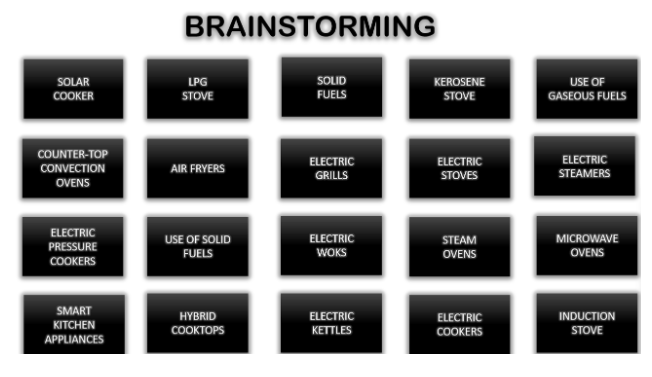 BRAINSTORMING
SOLAR
COOKER
LPG
STOVE
SOLID
FUELS
KEROSENE
STOVE
USE OF
GASEOUS FUELS
COUNTER-TOP
CONVECTION
OVENS
AIR FRYERS
ELECTRIC
GRILLS
ELECTRIC
STOVES
ELECTRIC
STEAMERS
ELECTRIC
PRESSURE
COOKERS
USE OF SOLID
FUELS
ELECTRIC
WOKS
STEAM
OVENS
MICROWAVE
OVENS
SMART
KITCHEN
APPLIANCES
HYBRID
COOKTOPS
ELECTRIC
KETTLES
ELECTRIC
COOKERS
INDUCTION
STOVE